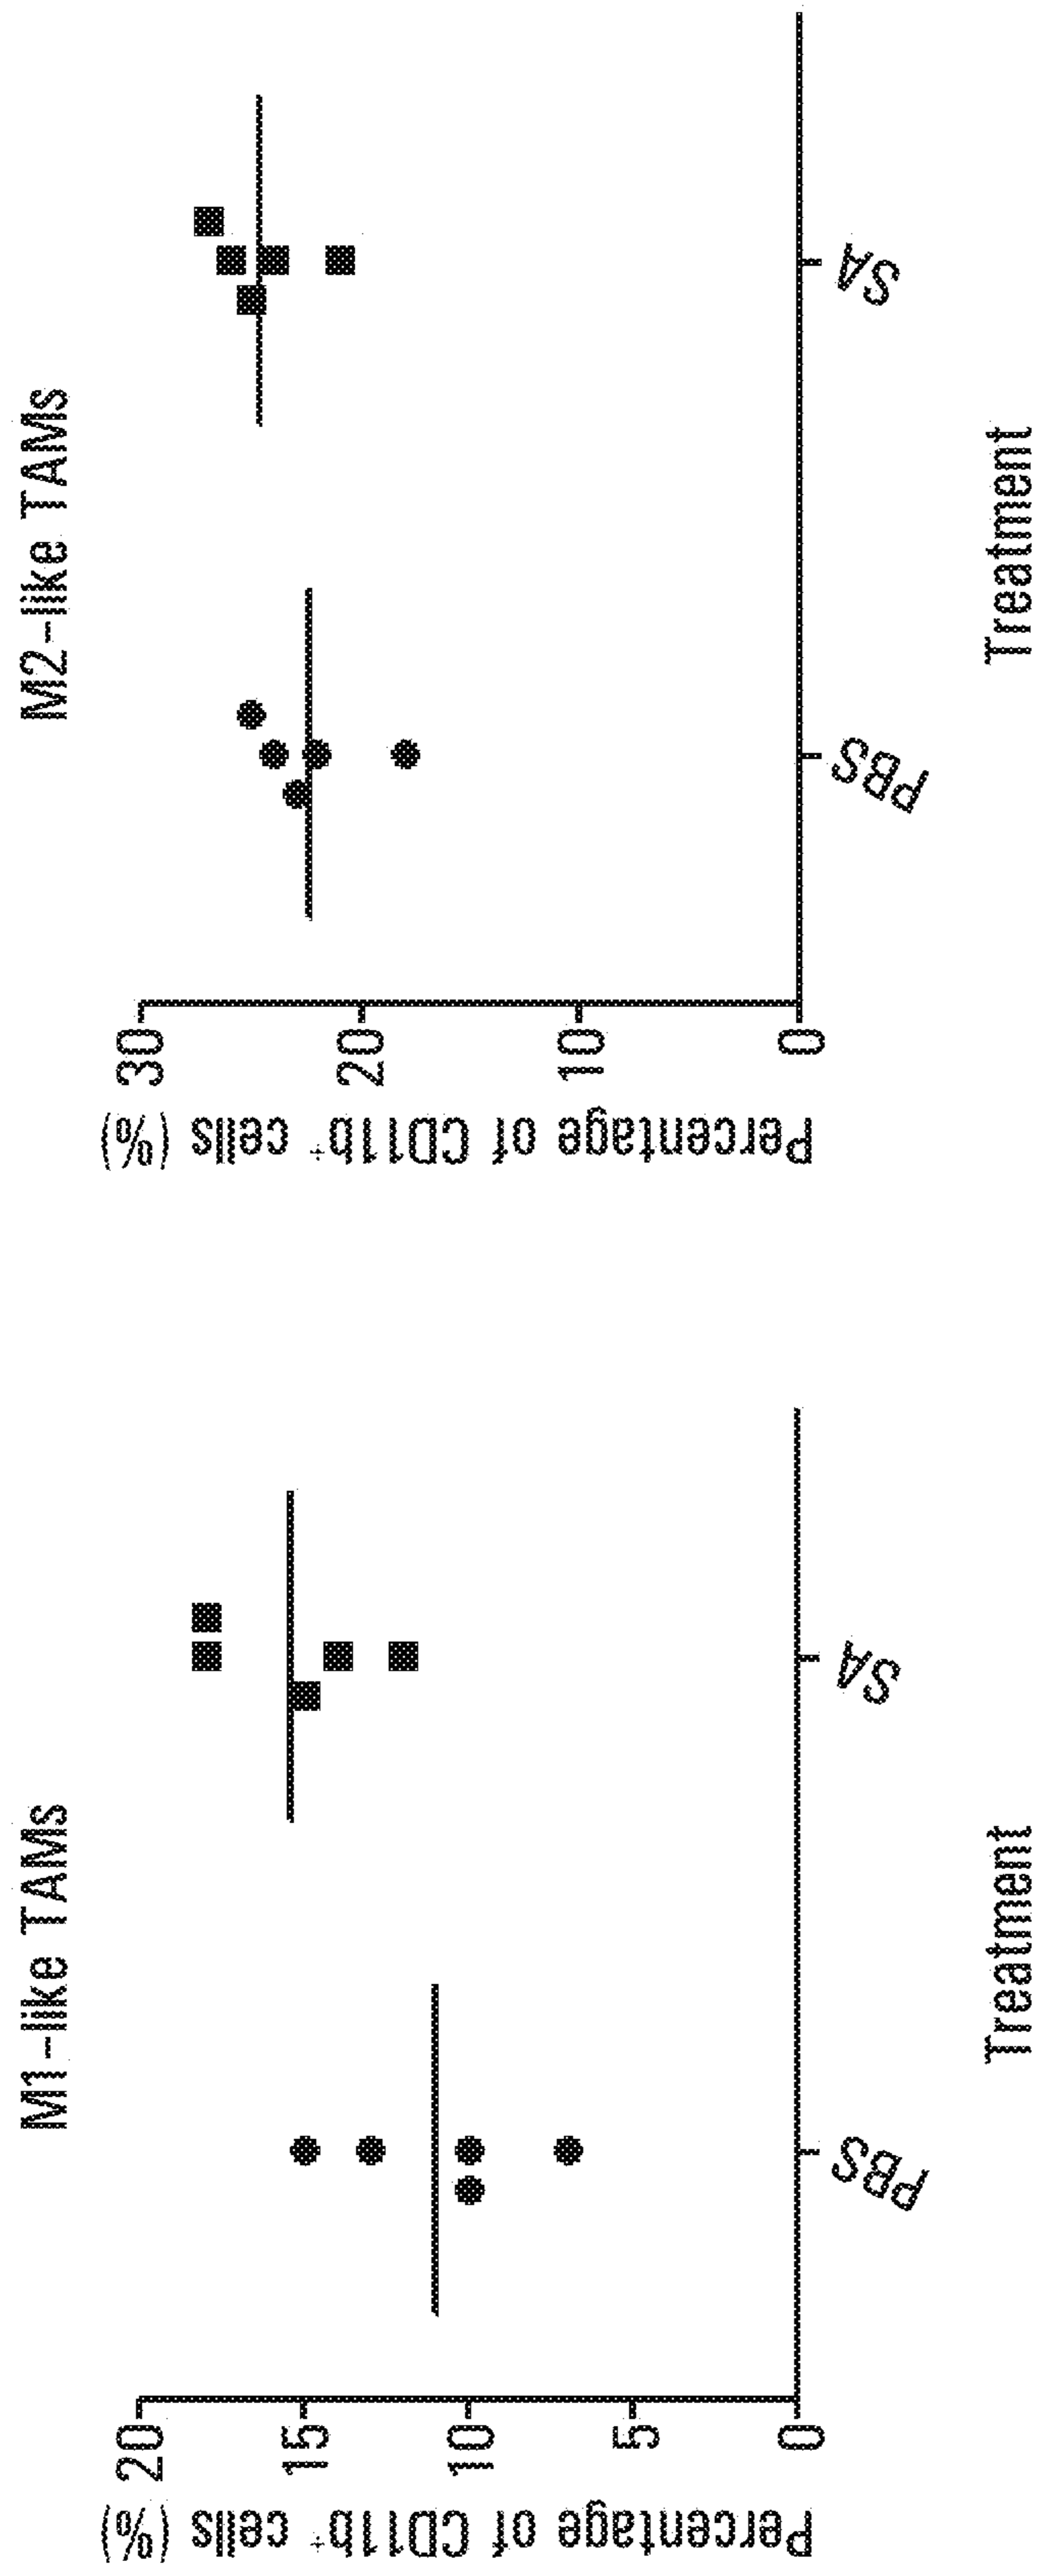 M1-like TAMs
Percentage of CD11b⁺ cells (%)
20
15
10
5
0
PBS
SA
Treatment
M2-like TAMs
Percentage of CD11b⁺ cells (%)
30
20
10
0
PBS
SA
Treatment